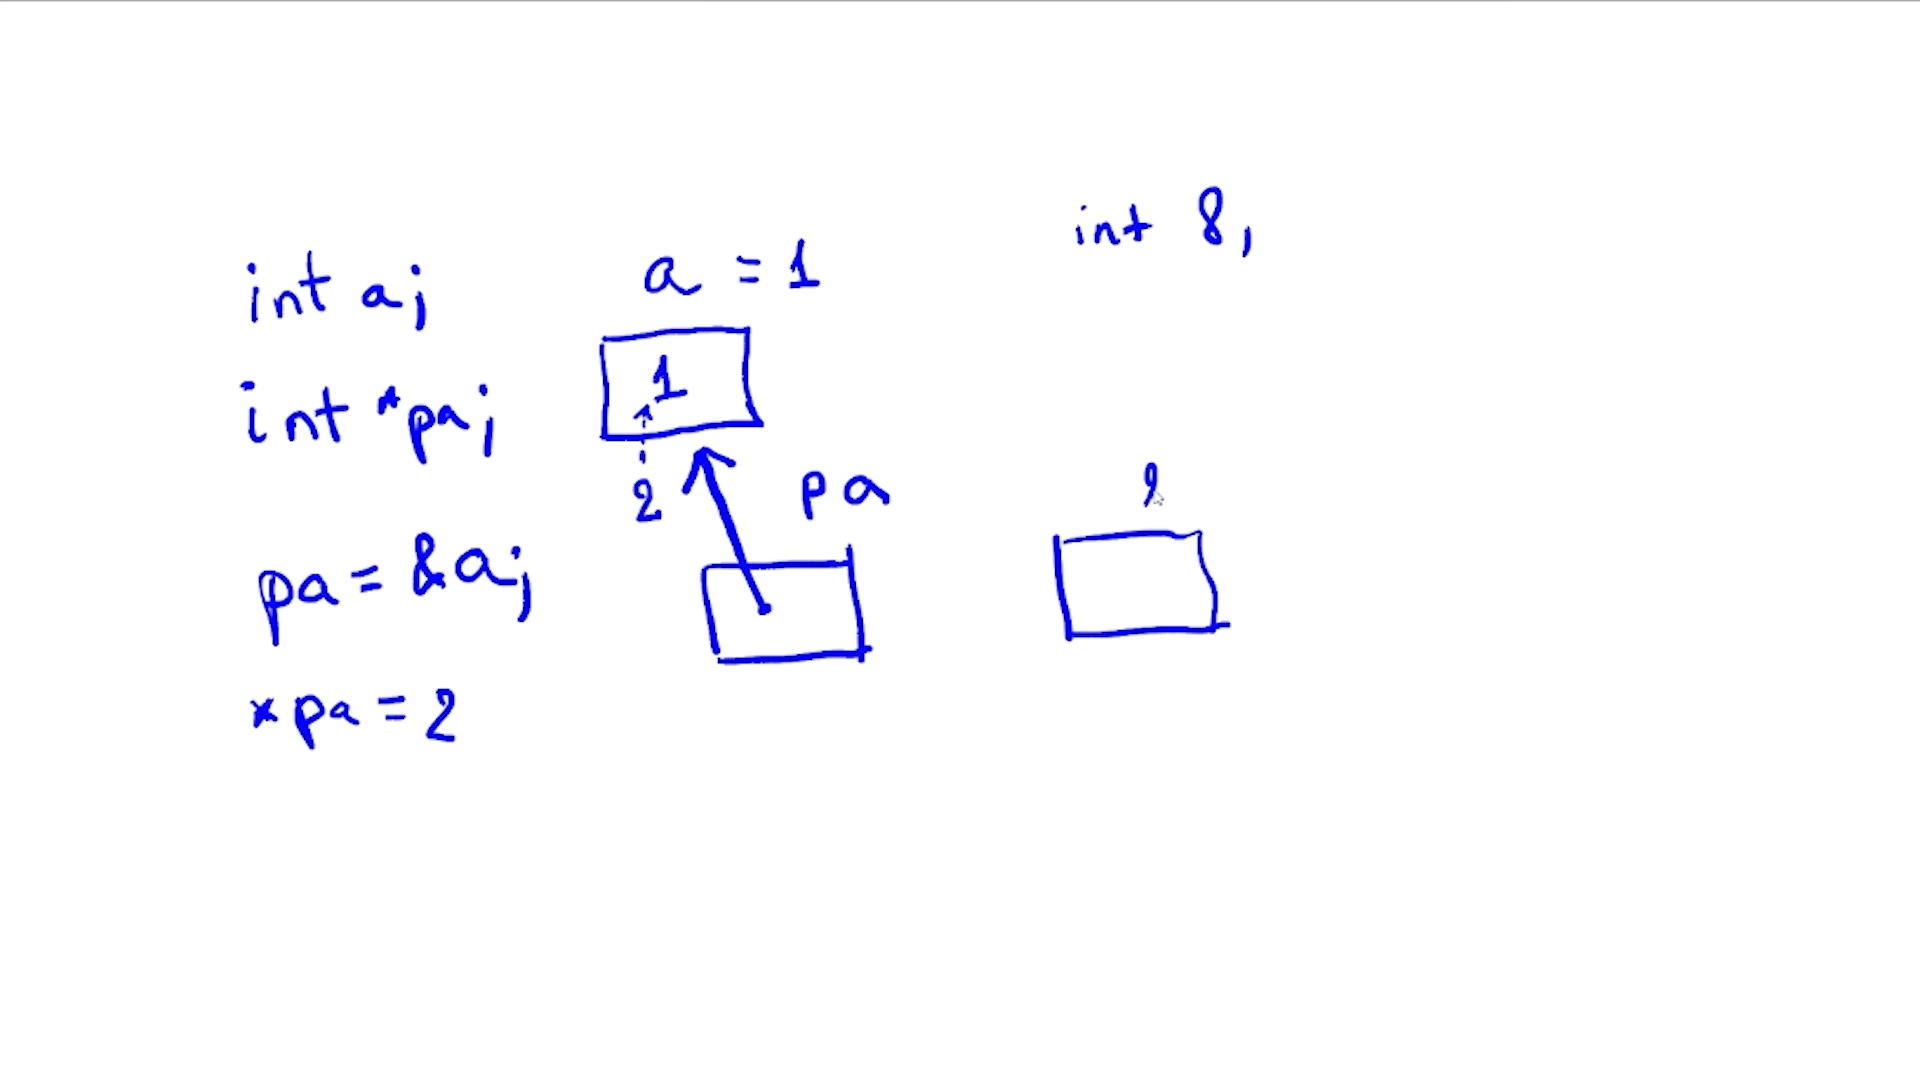 int a;
int *pa;
pa = &a;
*pa = 2
a = 1
1
2
pa
int 8,